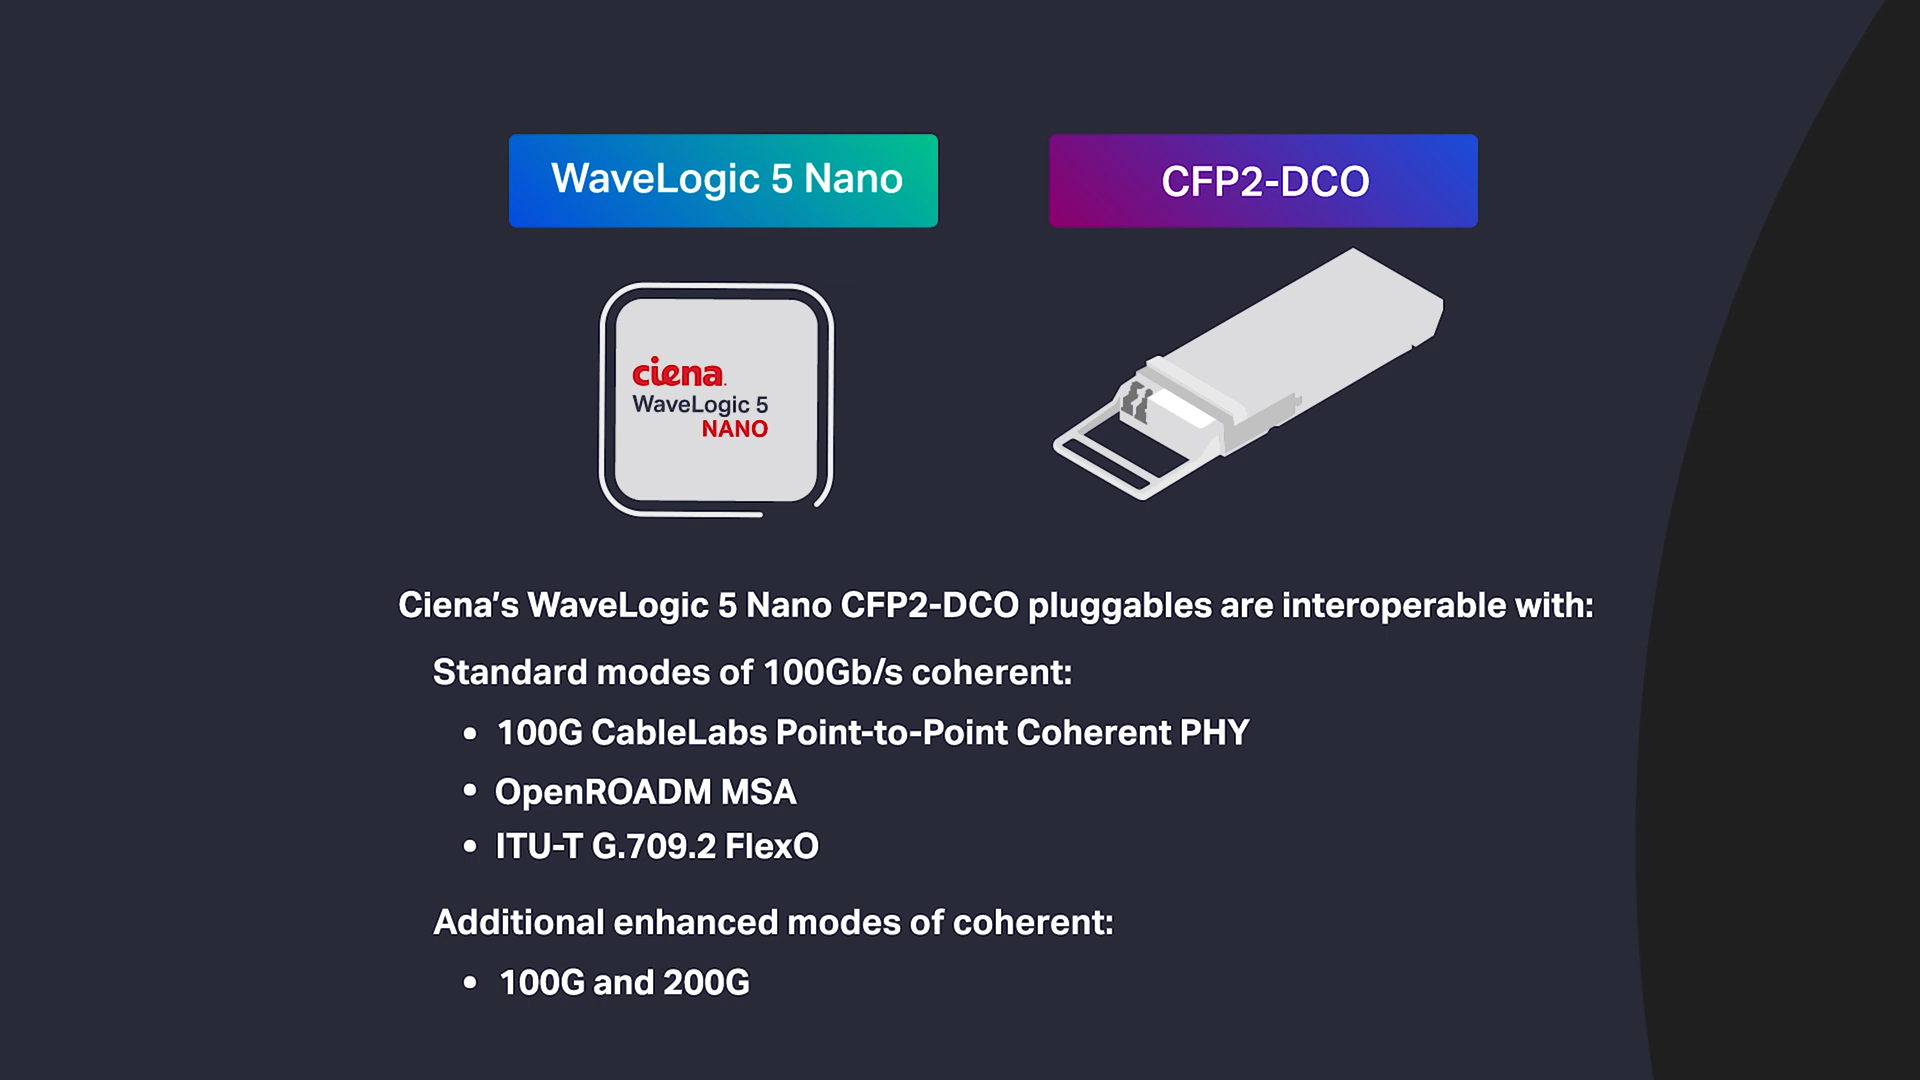 WaveLogic 5 Nano
CFP2-DCO
ciena.
WaveLogic 5
NANO
Ciena’s WaveLogic 5 Nano CFP2-DCO pluggables are interoperable with:
Standard modes of 100Gb/s coherent:
• 100G CableLabs Point-to-Point Coherent PHY
• OpenROADM MSA
• ITU-T G.709.2 FlexO
Additional enhanced modes of coherent:
• 100G and 200G